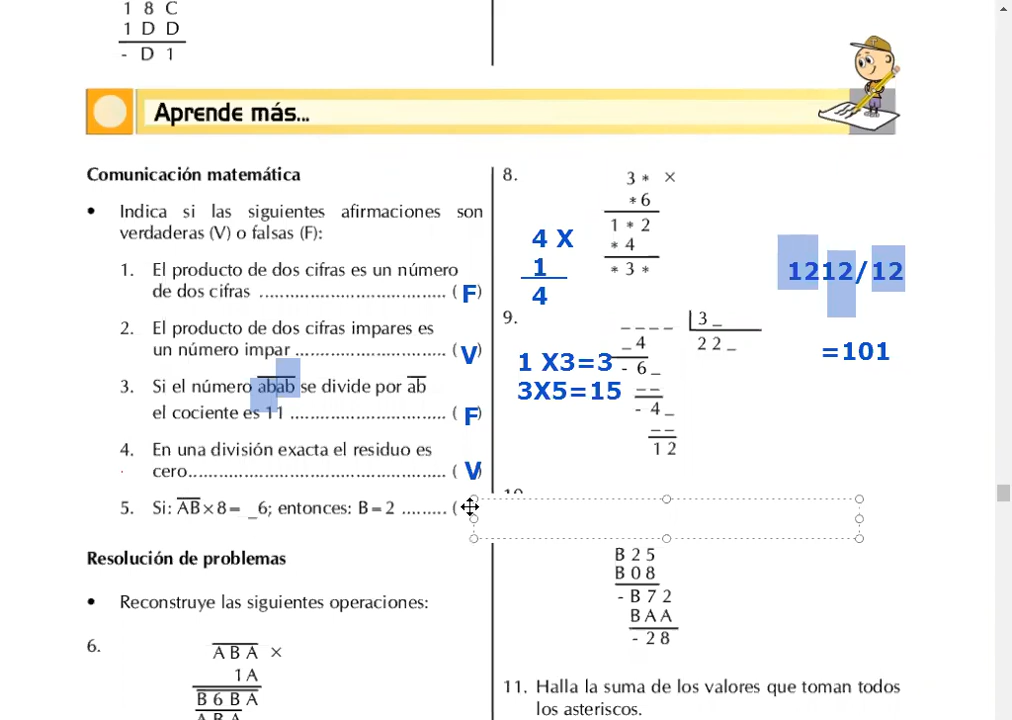 1 8 C
1 D D
- D 1
Aprende más...
Comunicación matemática
• Indica si las siguientes afirmaciones son
verdaderas (V) o falsas (F):
1. El producto de dos cifras es un número
de dos cifras .................................... ( F)
2. El producto de dos cifras impares es
un número impar ............................. ( V)
3. Si el número abab se divide por ab
el cociente es 11 .............................. ( F)
4. En una división exacta el residuo es
cero................................................. ( V)
5. Si: AB × 8 = _6; entonces: B = 2 ......... (
Resolución de problemas
• Reconstruye las siguientes operaciones:
6.
A B A ×
1 A
B 6 B A
A B A
8.
3 * ×
* 6
1 * 2
* 4
* 3 *
4 X
1
4
1212/12
=101
9.
_ _ _ _ 3 _
_ 4 2 2 _
- 6 _
_ _
- 4 _
_ _
1 2
1 X3=3
3X5=15
B 2 5
B 0 8
- B 7 2
B A A
- 2 8
11. Halla la suma de los valores que toman todos
los asteriscos.